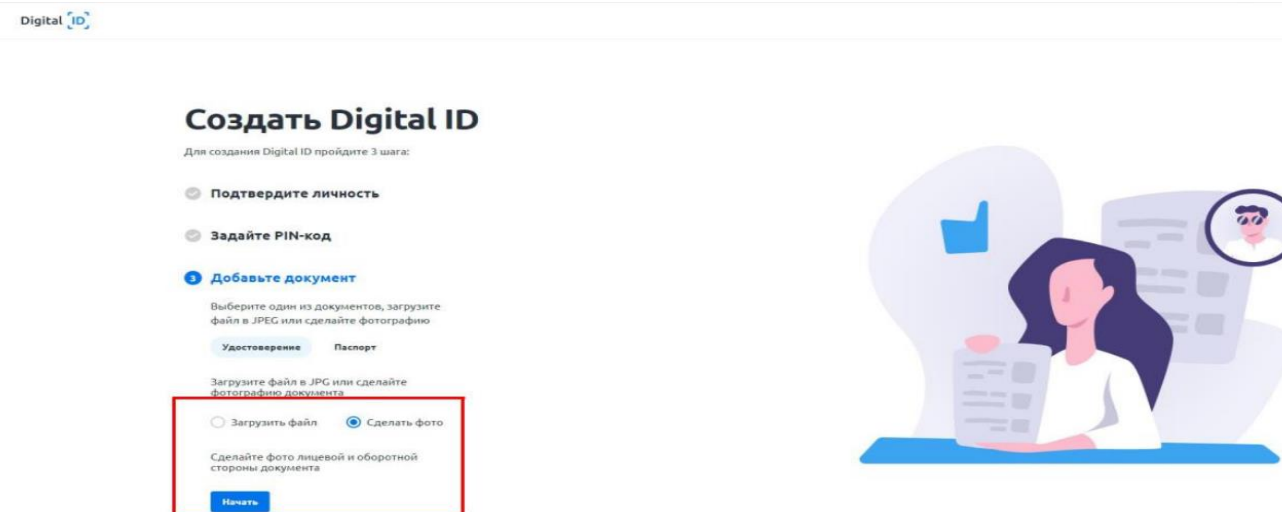 Digital ID
Создать Digital ID
Для создания Digital ID пройдите 3 шага:
Подтвердите личность
Задайте PIN-код
3 Добавьте документ
Выберите один из документов, загрузите
файл в JPEG или сделайте фотографию
Удостоверение Паспорт
Загрузите файл в JPG или сделайте
фотографию документа
Загрузить файл Сделать фото
Сделайте фото лицевой и оборотной
стороны документа
Начать